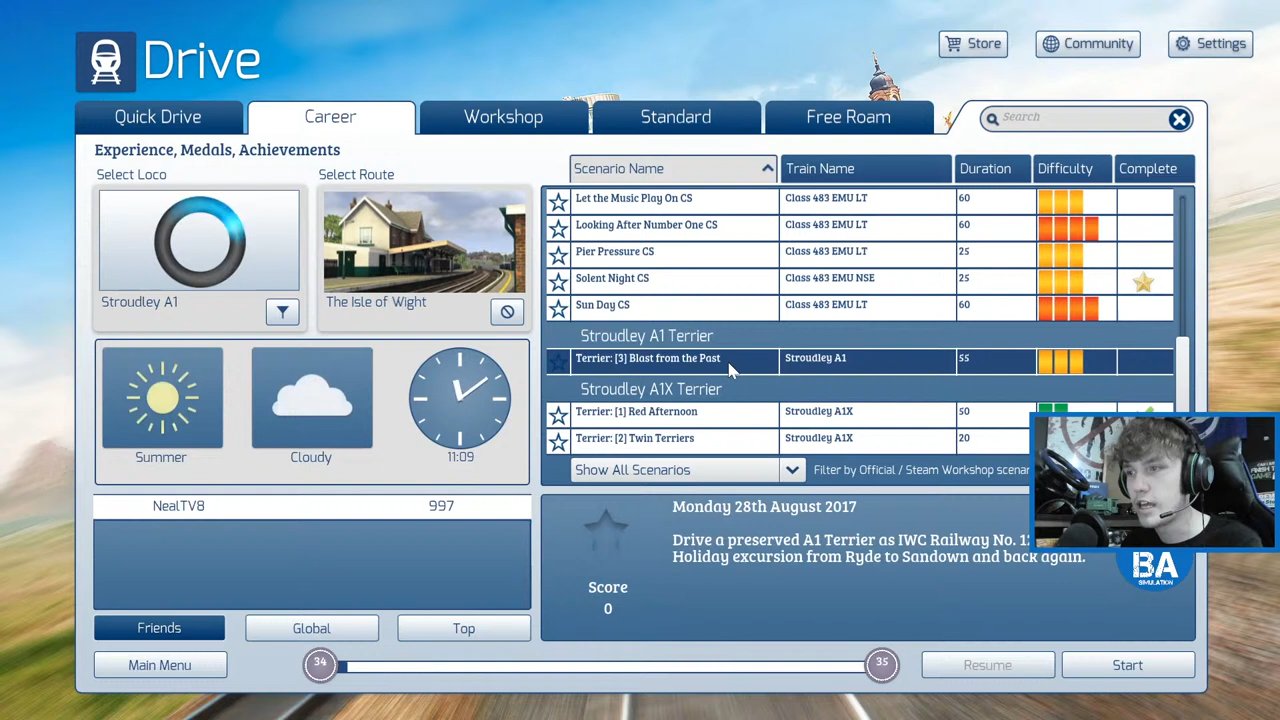 Drive
Store
Community
Settings
Quick Drive
Career
Workshop
Standard
Free Roam
Search
Experience, Medals, Achievements
Select Loco
Select Route
Stroudley A1
The Isle of Wight
Scenario Name
Train Name
Duration
Difficulty
Complete
Let the Music Play On CS
Class 483 EMU LT
60
Looking After Number One CS
Class 483 EMU LT
60
Pier Pressure CS
Class 483 EMU LT
25
Solent Night CS
Class 483 EMU NSE
25
Sun Day CS
Class 483 EMU LT
60
Stroudley A1 Terrier
Terrier: [3] Blast from the Past
Stroudley A1
55
Stroudley A1X Terrier
Terrier: [1] Red Afternoon
Stroudley A1X
50
Terrier: [2] Twin Terriers
Stroudley A1X
20
Show All Scenarios
Filter by Official / Steam Workshop
Summer
Cloudy
11:09
NealTV8
997
Friends
Global
Top
Score
0
Monday 28th August 2017
Drive a preserved A1 Terrier as IWC Railway No.
Holiday excursion from Ryde to Sandown and back again.
BA
SIMULATION
Main Menu
34
35
Resume
Start